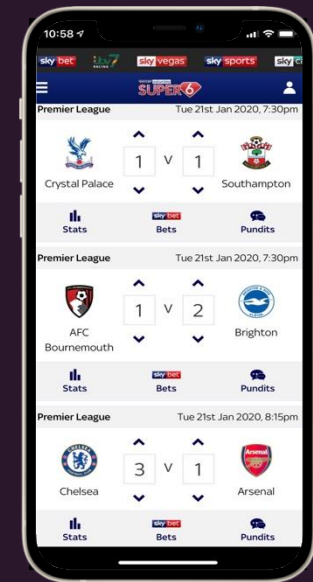 10:58
sky bet itv7 RACING sky vegas sky sports sky
SUPER 6
Premier League Tue 21st Jan 2020, 7:30pm
1 v 1
Crystal Palace Southampton
Stats sky bet Bets Pundits
Premier League Tue 21st Jan 2020, 7:30pm
1 v 2
AFC Bournemouth Brighton
Stats sky bet Bets Pundits
Premier League Tue 21st Jan 2020, 8:15pm
3 v 1
Chelsea Arsenal
Stats sky bet Bets Pundits